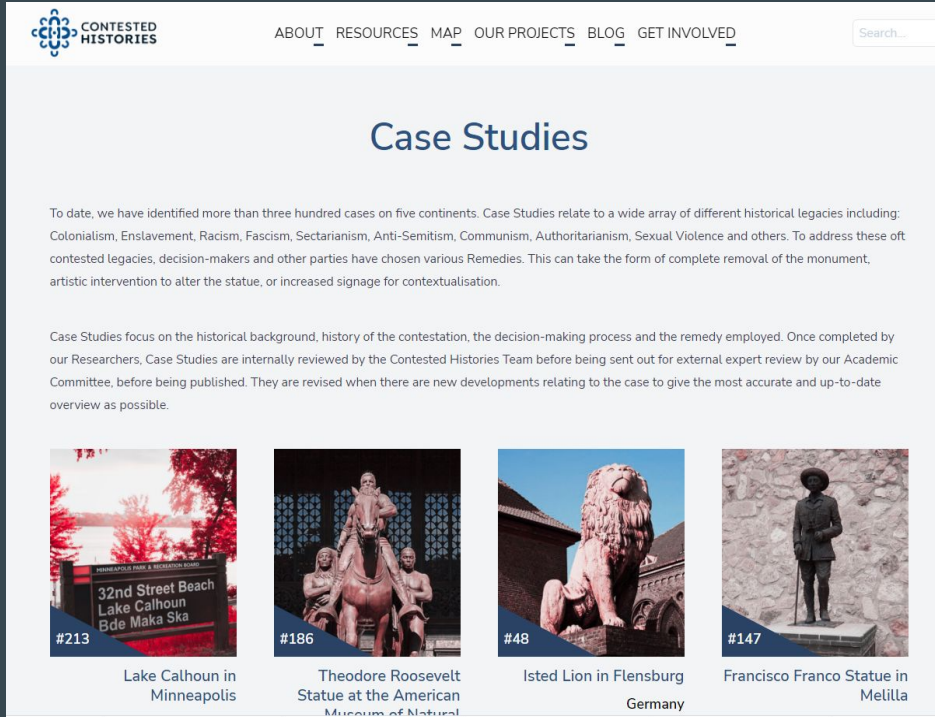 CONTESTED
HISTORIES
ABOUT RESOURCES MAP OUR PROJECTS BLOG GET INVOLVED
Search...
Case Studies
To date, we have identified more than three hundred cases on five continents. Case Studies relate to a wide array of different historical legacies including:
Colonialism, Enslavement, Racism, Fascism, Sectarianism, Anti-Semitism, Communism, Authoritarianism, Sexual Violence and others. To address these oft
contested legacies, decision-makers and other parties have chosen various Remedies. This can take the form of complete removal of the monument,
artistic intervention to alter the statue, or increased signage for contextualisation.
Case Studies focus on the historical background, history of the contestation, the decision-making process and the remedy employed. Once completed by
our Researchers, Case Studies are internally reviewed by the Contested Histories Team before being sent out for external expert review by our Academic
Committee, before being published. They are revised when there are new developments relating to the case to give the most accurate and up-to-date
overview as possible.
MINNEAPOLIS PARK & RECREATION BOARD
32nd Street Beach
Lake Calhoun
Bde Maka Ska
#213
Lake Calhoun in
Minneapolis
#186
Theodore Roosevelt
Statue at the American
Museum of Natural
#48
Isted Lion in Flensburg
Germany
#147
Francisco Franco Statue in
Melilla